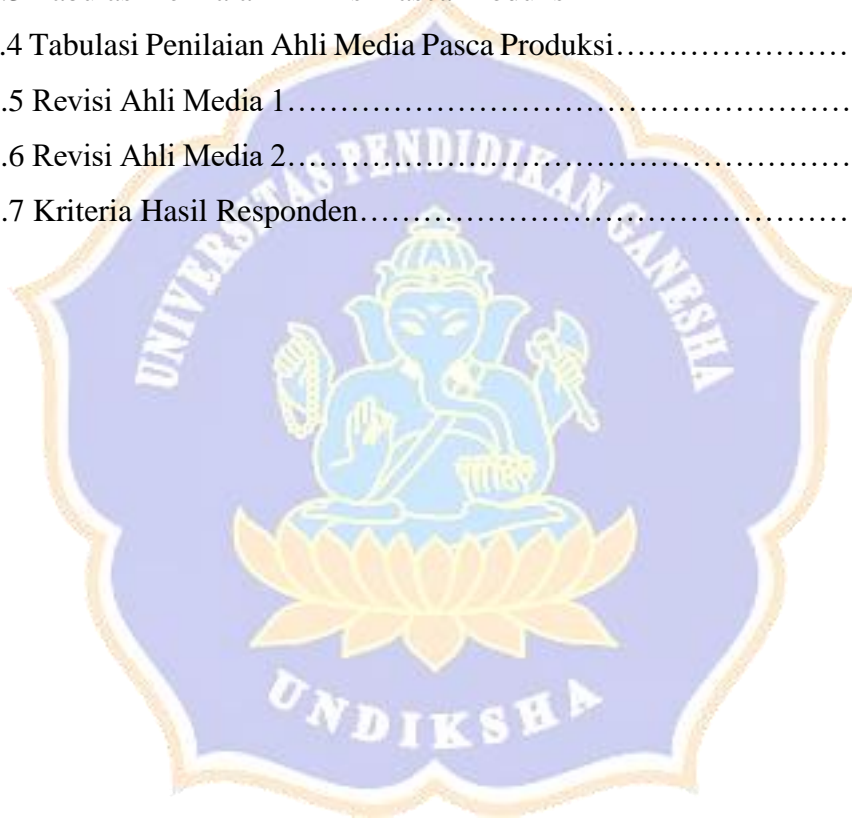 .4 Tabulasi Penilaian Ahli Media Pasca Produksi……………………
.5 Revisi Ahli Media 1………………………………………………
.6 Revisi Ahli Media 2………………………………………………
.7 Kriteria Hasil Responden…………………………………………
UNIVERSITAS PENDIDIKAN GANESHA
UNDIKSHA